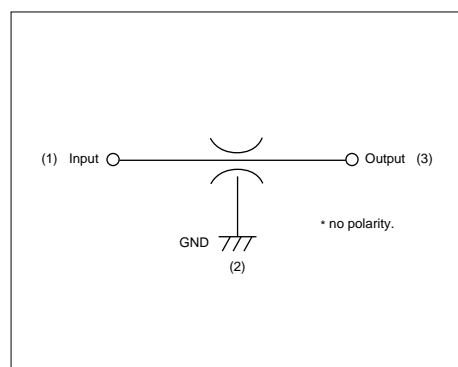 (1) Input Output (3)
* no polarity.
GND
(2)